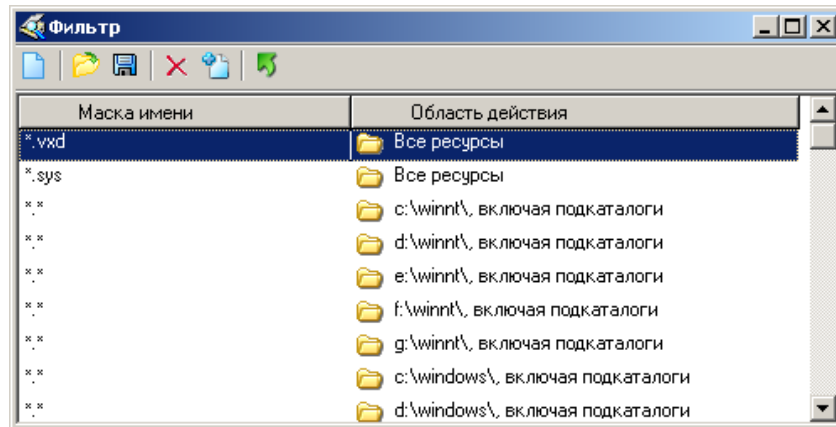 Фильтр
Маска имени Область действия
*.vxd Все ресурсы
*.sys Все ресурсы
*.* c:\winnt\, включая подкаталоги
*.* d:\winnt\, включая подкаталоги
*.* e:\winnt\, включая подкаталоги
*.* f:\winnt\, включая подкаталоги
*.* g:\winnt\, включая подкаталоги
*.* c:\windows\, включая подкаталоги
*.* d:\windows\, включая подкаталоги